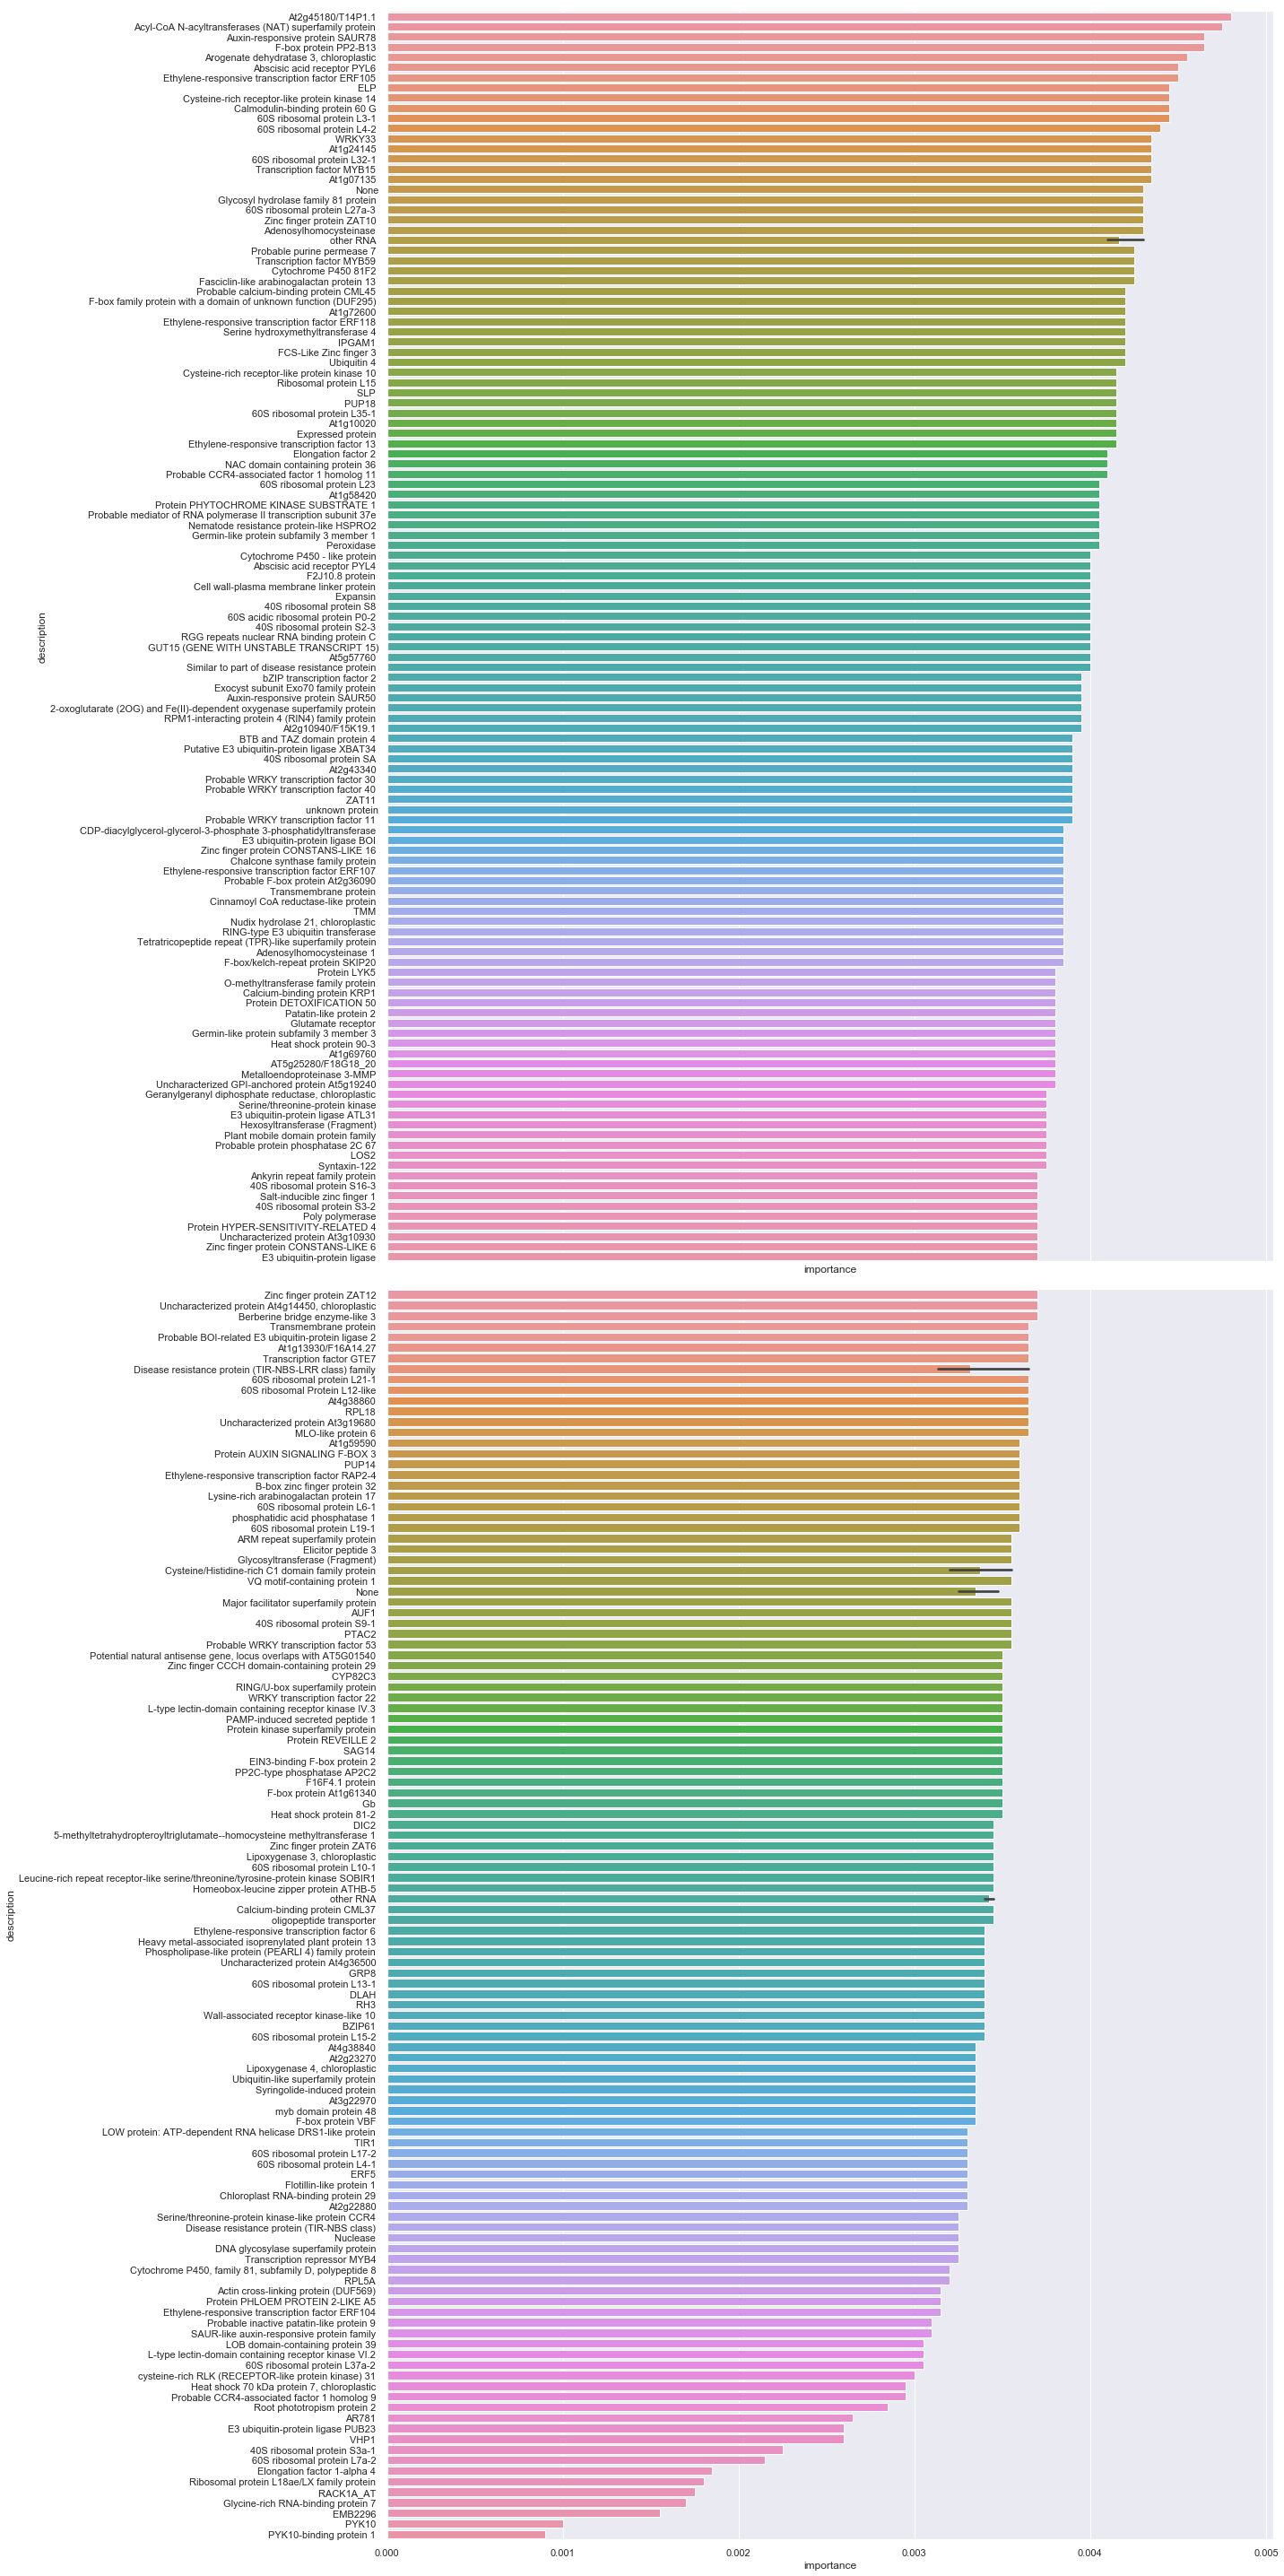 At2g45180/T14P1.1
Acyl-CoA N-acyltransferases (NAT) superfamily protein
Auxin-responsive protein SAUR78
F-box protein PP2-B13
Arogenate dehydratase 3, chloroplastic
Abscisic acid receptor PYL6
Ethylene-responsive transcription factor ERF105
ELP
Cysteine-rich receptor-like protein kinase 14
Calmodulin-binding protein 60 G
60S ribosomal protein L3-1
60S ribosomal protein L4-2
WRKY33
At1g24145
60S ribosomal protein L32-1
Transcription factor MYB15
At1g07135
None
Glycosyl hydrolase family 81 protein
60S ribosomal protein L27a-3
Zinc finger protein ZAT10
Adenosylhomocysteinase
other RNA
Probable purine permease 7
Transcription factor MYB59
Cytochrome P450 81F2
Fasciclin-like arabinogalactan protein 13
Probable calcium-binding protein CML45
F-box family protein with a domain of unknown function (DUF295)
At1g72600
Ethylene-responsive transcription factor ERF118
Serine hydroxymethyltransferase 4
IPGAM1
FCS-Like Zinc finger 3
Ubiquitin 4
Cysteine-rich receptor-like protein kinase 10
Ribosomal protein L15
SLP
PUP18
60S ribosomal protein L35-1
At1g10020
Expressed protein
Ethylene-responsive transcription factor 13
Elongation factor 2
NAC domain containing protein 36
Probable CCR4-associated factor 1 homolog 11
60S ribosomal protein L23
At1g58420
Protein PHYTOCHROME KINASE SUBSTRATE 1
Probable mediator of RNA polymerase II transcription subunit 37e
Nematode resistance protein-like HSPRO2
Germin-like protein subfamily 3 member 1
Peroxidase
Cytochrome P450 - like protein
Abscisic acid receptor PYL4
F2J10.8 protein
Cell wall-plasma membrane linker protein
Expansin
40S ribosomal protein S8
60S acidic ribosomal protein P0-2
40S ribosomal protein S2-3
RGG repeats nuclear RNA binding protein C
GUT15 (GENE WITH UNSTABLE TRANSCRIPT 15)
At5g57760
Similar to part of disease resistance protein
bZIP transcription factor 2
Exocyst subunit Exo70 family protein
Auxin-responsive protein SAUR50
2-oxoglutarate (2OG) and Fe(II)-dependent oxygenase superfamily protein
RPM1-interacting protein 4 (RIN4) family protein
At2g10940/F15K19.1
BTB and TAZ domain protein 4
Putative E3 ubiquitin-protein ligase XBAT34
40S ribosomal protein SA
At2g43340
Probable WRKY transcription factor 30
Probable WRKY transcription factor 40
ZAT11
unknown protein
Probable WRKY transcription factor 11
CDP-diacylglycerol-glycerol-3-phosphate 3-phosphatidyltransferase
E3 ubiquitin-protein ligase BOI
Zinc finger protein CONSTANS-LIKE 16
Chalcone synthase family protein
Ethylene-responsive transcription factor ERF107
Probable F-box protein At2g36090
Transmembrane protein
Cinnamoyl CoA reductase-like protein
TMM
Nudix hydrolase 21, chloroplastic
RING-type E3 ubiquitin transferase
Tetratricopeptide repeat (TPR)-like superfamily protein
Adenosylhomocysteinase 1
F-box/kelch-repeat protein SKIP20
Protein LYK5
O-methyltransferase family protein
Calcium-binding protein KRP1
Protein DETOXIFICATION 50
Patatin-like protein 2
Glutamate receptor
Germin-like protein subfamily 3 member 3
Heat shock protein 90-3
At1g69760
AT5g25280/F18G18_20
Metalloendoproteinase 3-MMP
Uncharacterized GPI-anchored protein At5g19240
Geranylgeranyl diphosphate reductase, chloroplastic
Serine/threonine-protein kinase
E3 ubiquitin-protein ligase ATL31
Hexosyltransferase (Fragment)
Plant mobile domain protein family
Probable protein phosphatase 2C 67
LOS2
Syntaxin-122
Ankyrin repeat family protein
40S ribosomal protein S16-3
Salt-inducible zinc finger 1
40S ribosomal protein S3-2
Poly polymerase
Protein HYPER-SENSITIVITY-RELATED 4
Uncharacterized protein At3g10930
Zinc finger protein CONSTANS-LIKE 6
E3 ubiquitin-protein ligase
description
importance
Zinc finger protein ZAT12
Uncharacterized protein At4g14450, chloroplastic
Berberine bridge enzyme-like 3
Transmembrane protein
Probable BOI-related E3 ubiquitin-protein ligase 2
At1g13930/F16A14.27
Transcription factor GTE7
Disease resistance protein (TIR-NBS-LRR class) family
60S ribosomal protein L21-1
60S ribosomal Protein L12-like
At4g38860
RPL18
Uncharacterized protein At3g19680
MLO-like protein 6
At1g59590
Protein AUXIN SIGNALING F-BOX 3
PUP14
Ethylene-responsive transcription factor RAP2-4
B-box zinc finger protein 32
Lysine-rich arabinogalactan protein 17
60S ribosomal protein L6-1
phosphatidic acid phosphatase 1
60S ribosomal protein L19-1
ARM repeat superfamily protein
Elicitor peptide 3
Glycosyltransferase (Fragment)
Cysteine/Histidine-rich C1 domain family protein
VQ motif-containing protein 1
None
Major facilitator superfamily protein
AUF1
40S ribosomal protein S9-1
PTAC2
Probable WRKY transcription factor 53
Potential natural antisense gene, locus overlaps with AT5G01540
Zinc finger CCCH domain-containing protein 29
CYP82C3
RING/U-box superfamily protein
WRKY transcription factor 22
L-type lectin-domain containing receptor kinase IV.3
PAMP-induced secreted peptide 1
Protein kinase superfamily protein
Protein REVEILLE 2
SAG14
EIN3-binding F-box protein 2
PP2C-type phosphatase AP2C2
F16F4.1 protein
F-box protein At1g61340
Gb
Heat shock protein 81-2
DIC2
5-methyltetrahydropteroyltriglutamate--homocysteine methyltransferase 1
Zinc finger protein ZAT6
Lipoxygenase 3, chloroplastic
60S ribosomal protein L10-1
Leucine-rich repeat receptor-like serine/threonine/tyrosine-protein kinase SOBIR1
Homeobox-leucine zipper protein ATHB-5
other RNA
Calcium-binding protein CML37
oligopeptide transporter
Ethylene-responsive transcription factor 6
Heavy metal-associated isoprenylated plant protein 13
Phospholipase-like protein (PEARLI 4) family protein
Uncharacterized protein At4g36500
GRP8
60S ribosomal protein L13-1
DLAH
RH3
Wall-associated receptor kinase-like 10
BZIP61
60S ribosomal protein L15-2
At4g38840
At2g23270
Lipoxygenase 4, chloroplastic
Ubiquitin-like superfamily protein
Syringolide-induced protein
At3g22970
myb domain protein 48
F-box protein VBF
LOW protein: ATP-dependent RNA helicase DRS1-like protein
TIR1
60S ribosomal protein L17-2
60S ribosomal protein L4-1
ERF5
Flotillin-like protein 1
Chloroplast RNA-binding protein 29
At2g22880
Serine/threonine-protein kinase-like protein CCR4
Disease resistance protein (TIR-NBS class)
Nuclease
DNA glycosylase superfamily protein
Transcription repressor MYB4
Cytochrome P450, family 81, subfamily D, polypeptide 8
RPL5A
Actin cross-linking protein (DUF569)
Protein PHLOEM PROTEIN 2-LIKE A5
Ethylene-responsive transcription factor ERF104
Probable inactive patatin-like protein 9
SAUR-like auxin-responsive protein family
LOB domain-containing protein 39
L-type lectin-domain containing receptor kinase VI.2
60S ribosomal protein L37a-2
cysteine-rich RLK (RECEPTOR-like protein kinase) 31
Heat shock 70 kDa protein 7, chloroplastic
Probable CCR4-associated factor 1 homolog 9
Root phototropism protein 2
AR781
E3 ubiquitin-protein ligase PUB23
VHP1
40S ribosomal protein S3a-1
60S ribosomal protein L7a-2
Elongation factor 1-alpha 4
Ribosomal protein L18ae/LX family protein
RACK1A_AT
Glycine-rich RNA-binding protein 7
EMB2296
PYK10
PYK10-binding protein 1
description
0.000 0.001 0.002 0.003 0.004 0.005
importance